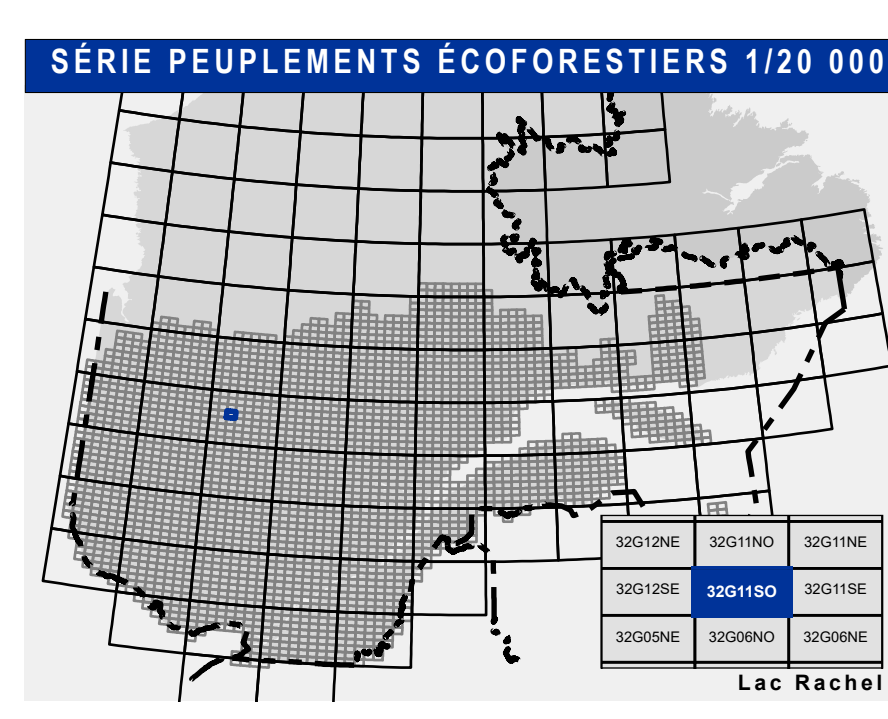 SÉRIE PEUPLEMENTS ÉCOFORESTIERS 1/20 000
32G12NE 32G11NO 32G11NE
32G12SE 32G11SO 32G11SE
32G05NE 32G06NO 32G06NE
Lac Rachel